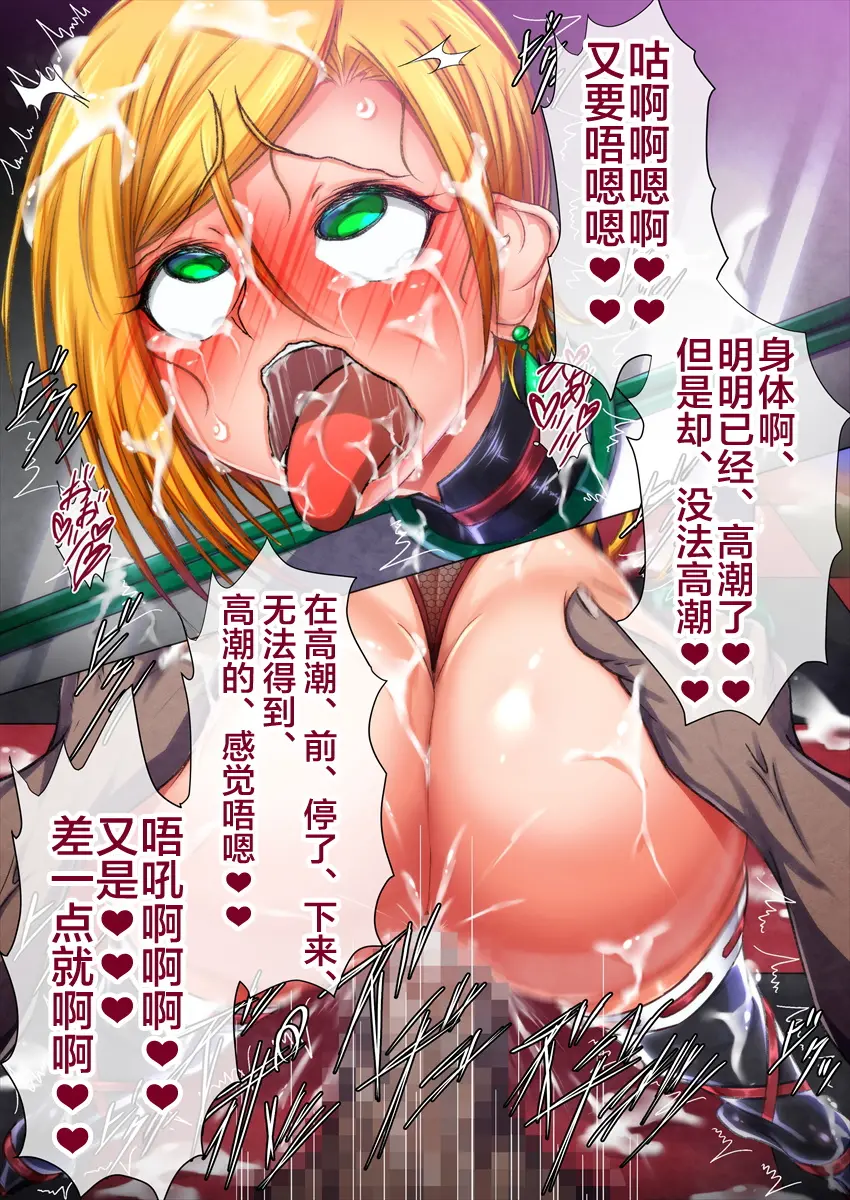 咕啊啊嗯啊♥♥
又要唔嗯嗯♥♥
身体啊、
明明已经、高潮了♥♥
但是却、没法高潮♥♥
在高潮、前、停了、下来、
无法得到、
高潮的、感觉唔嗯♥♥
唔吼啊啊啊♥♥
又是♥♥♥
差一点就啊啊♥♥